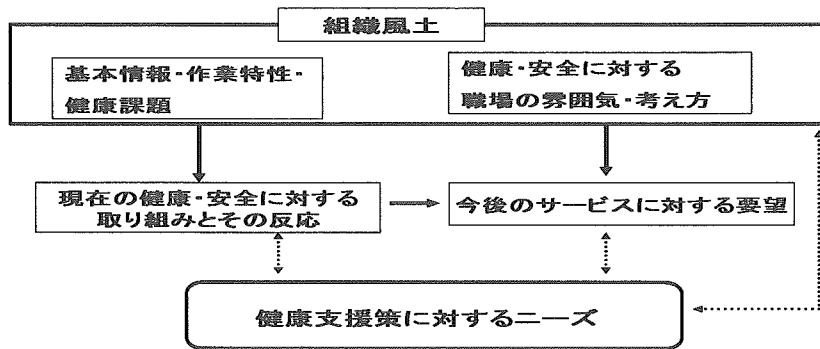 組織風土
基本情報・作業特性・
健康課題
健康・安全に対する
職場の雰囲気・考え方
現在の健康・安全に対する
取り組みとその反応
今後のサービスに対する要望
健康支援策に対するニーズ